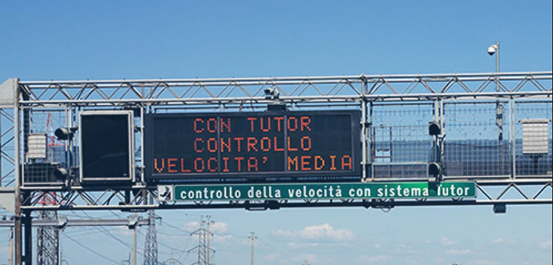 CON TUTOR
CONTROLLO
VELOCITA' MEDIA
controllo della velocità con sistema Tutor